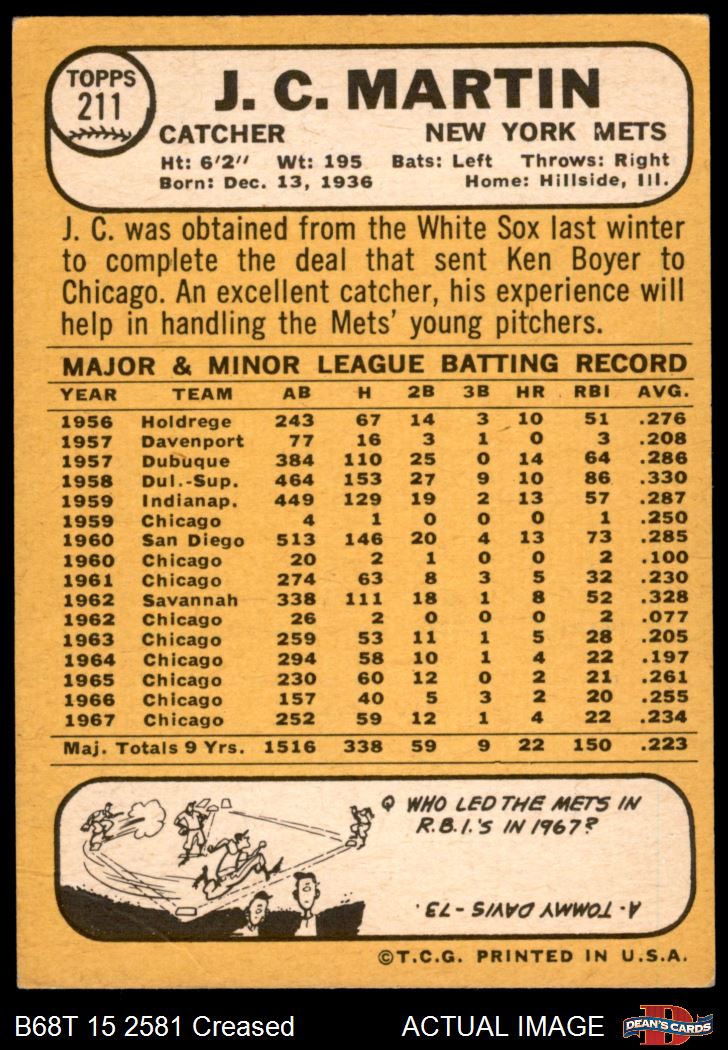 TOPPS
211
J. C. MARTIN
CATCHER NEW YORK METS
Ht: 6'2" Wt: 195 Bats: Left Throws: Right
Born: Dec. 13, 1936 Home: Hillside, Ill.
J. C. was obtained from the White Sox last winter
to complete the deal that sent Ken Boyer to
Chicago. An excellent catcher, his experience will
help in handling the Mets' young pitchers.
MAJOR & MINOR LEAGUE BATTING RECORD
YEAR TEAM AB H 2B 3B HR RBI AVG.
1956 Holdrege 243 67 14 3 10 51 .276
1957 Davenport 77 16 3 1 0 3 .208
1957 Dubuque 384 110 25 0 14 64 .286
1958 Dul.-Sup. 464 153 27 9 10 86 .330
1959 Indianap. 449 129 19 2 13 57 .287
1959 Chicago 4 1 0 0 0 1 .250
1960 San Diego 513 146 20 4 13 73 .285
1960 Chicago 20 2 1 0 0 2 .100
1961 Chicago 274 63 8 3 5 32 .230
1962 Savannah 338 111 18 1 8 52 .328
1962 Chicago 26 2 0 0 0 2 .077
1963 Chicago 259 53 11 1 5 28 .205
1964 Chicago 294 58 10 1 4 22 .197
1965 Chicago 230 60 12 0 2 21 .261
1966 Chicago 157 40 5 3 2 20 .255
1967 Chicago 252 59 12 1 4 22 .234
Maj. Totals 9 Yrs. 1516 338 59 9 22 150 .223
Q WHO LED THE METS IN
R.B.I.'S IN 1967?
A- TOMMY DAVIS -73.
©T.C.G. PRINTED IN U.S.A.
B68T 15 2581 Creased ACTUAL IMAGE
D
DEAN'S CARDS